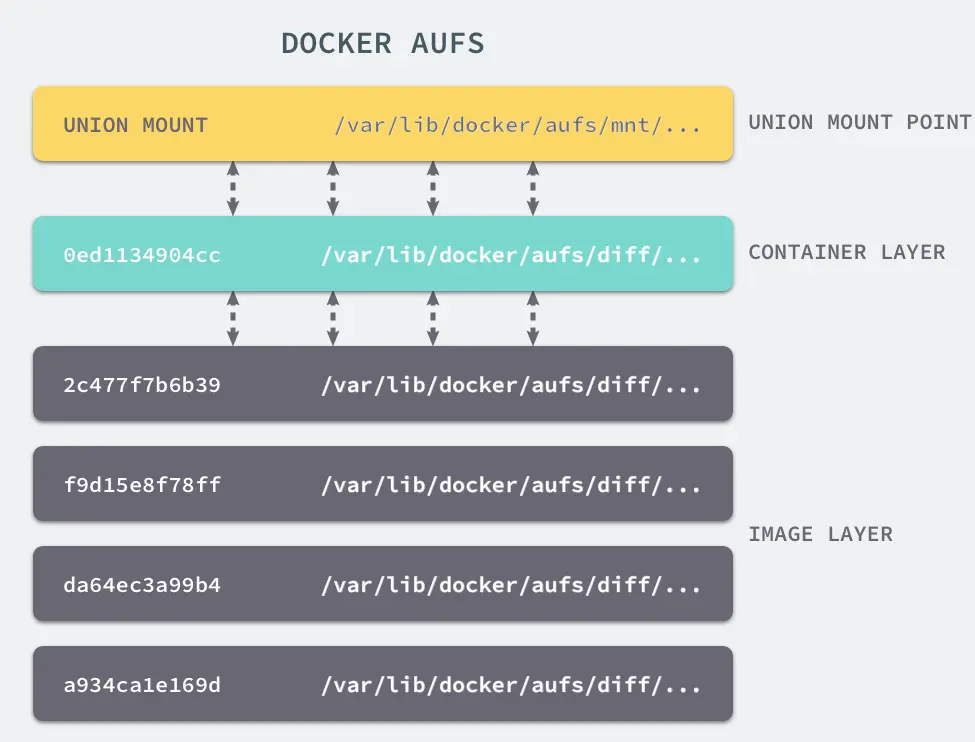 DOCKER AUFS
UNION MOUNT /var/lib/docker/aufs/mnt/... UNION MOUNT POINT
0ed1134904cc /var/lib/docker/aufs/diff/... CONTAINER LAYER
2c477f7b6b39 /var/lib/docker/aufs/diff/...
f9d15e8f78ff /var/lib/docker/aufs/diff/...
IMAGE LAYER
da64ec3a99b4 /var/lib/docker/aufs/diff/...
a934ca1e169d /var/lib/docker/aufs/diff/...